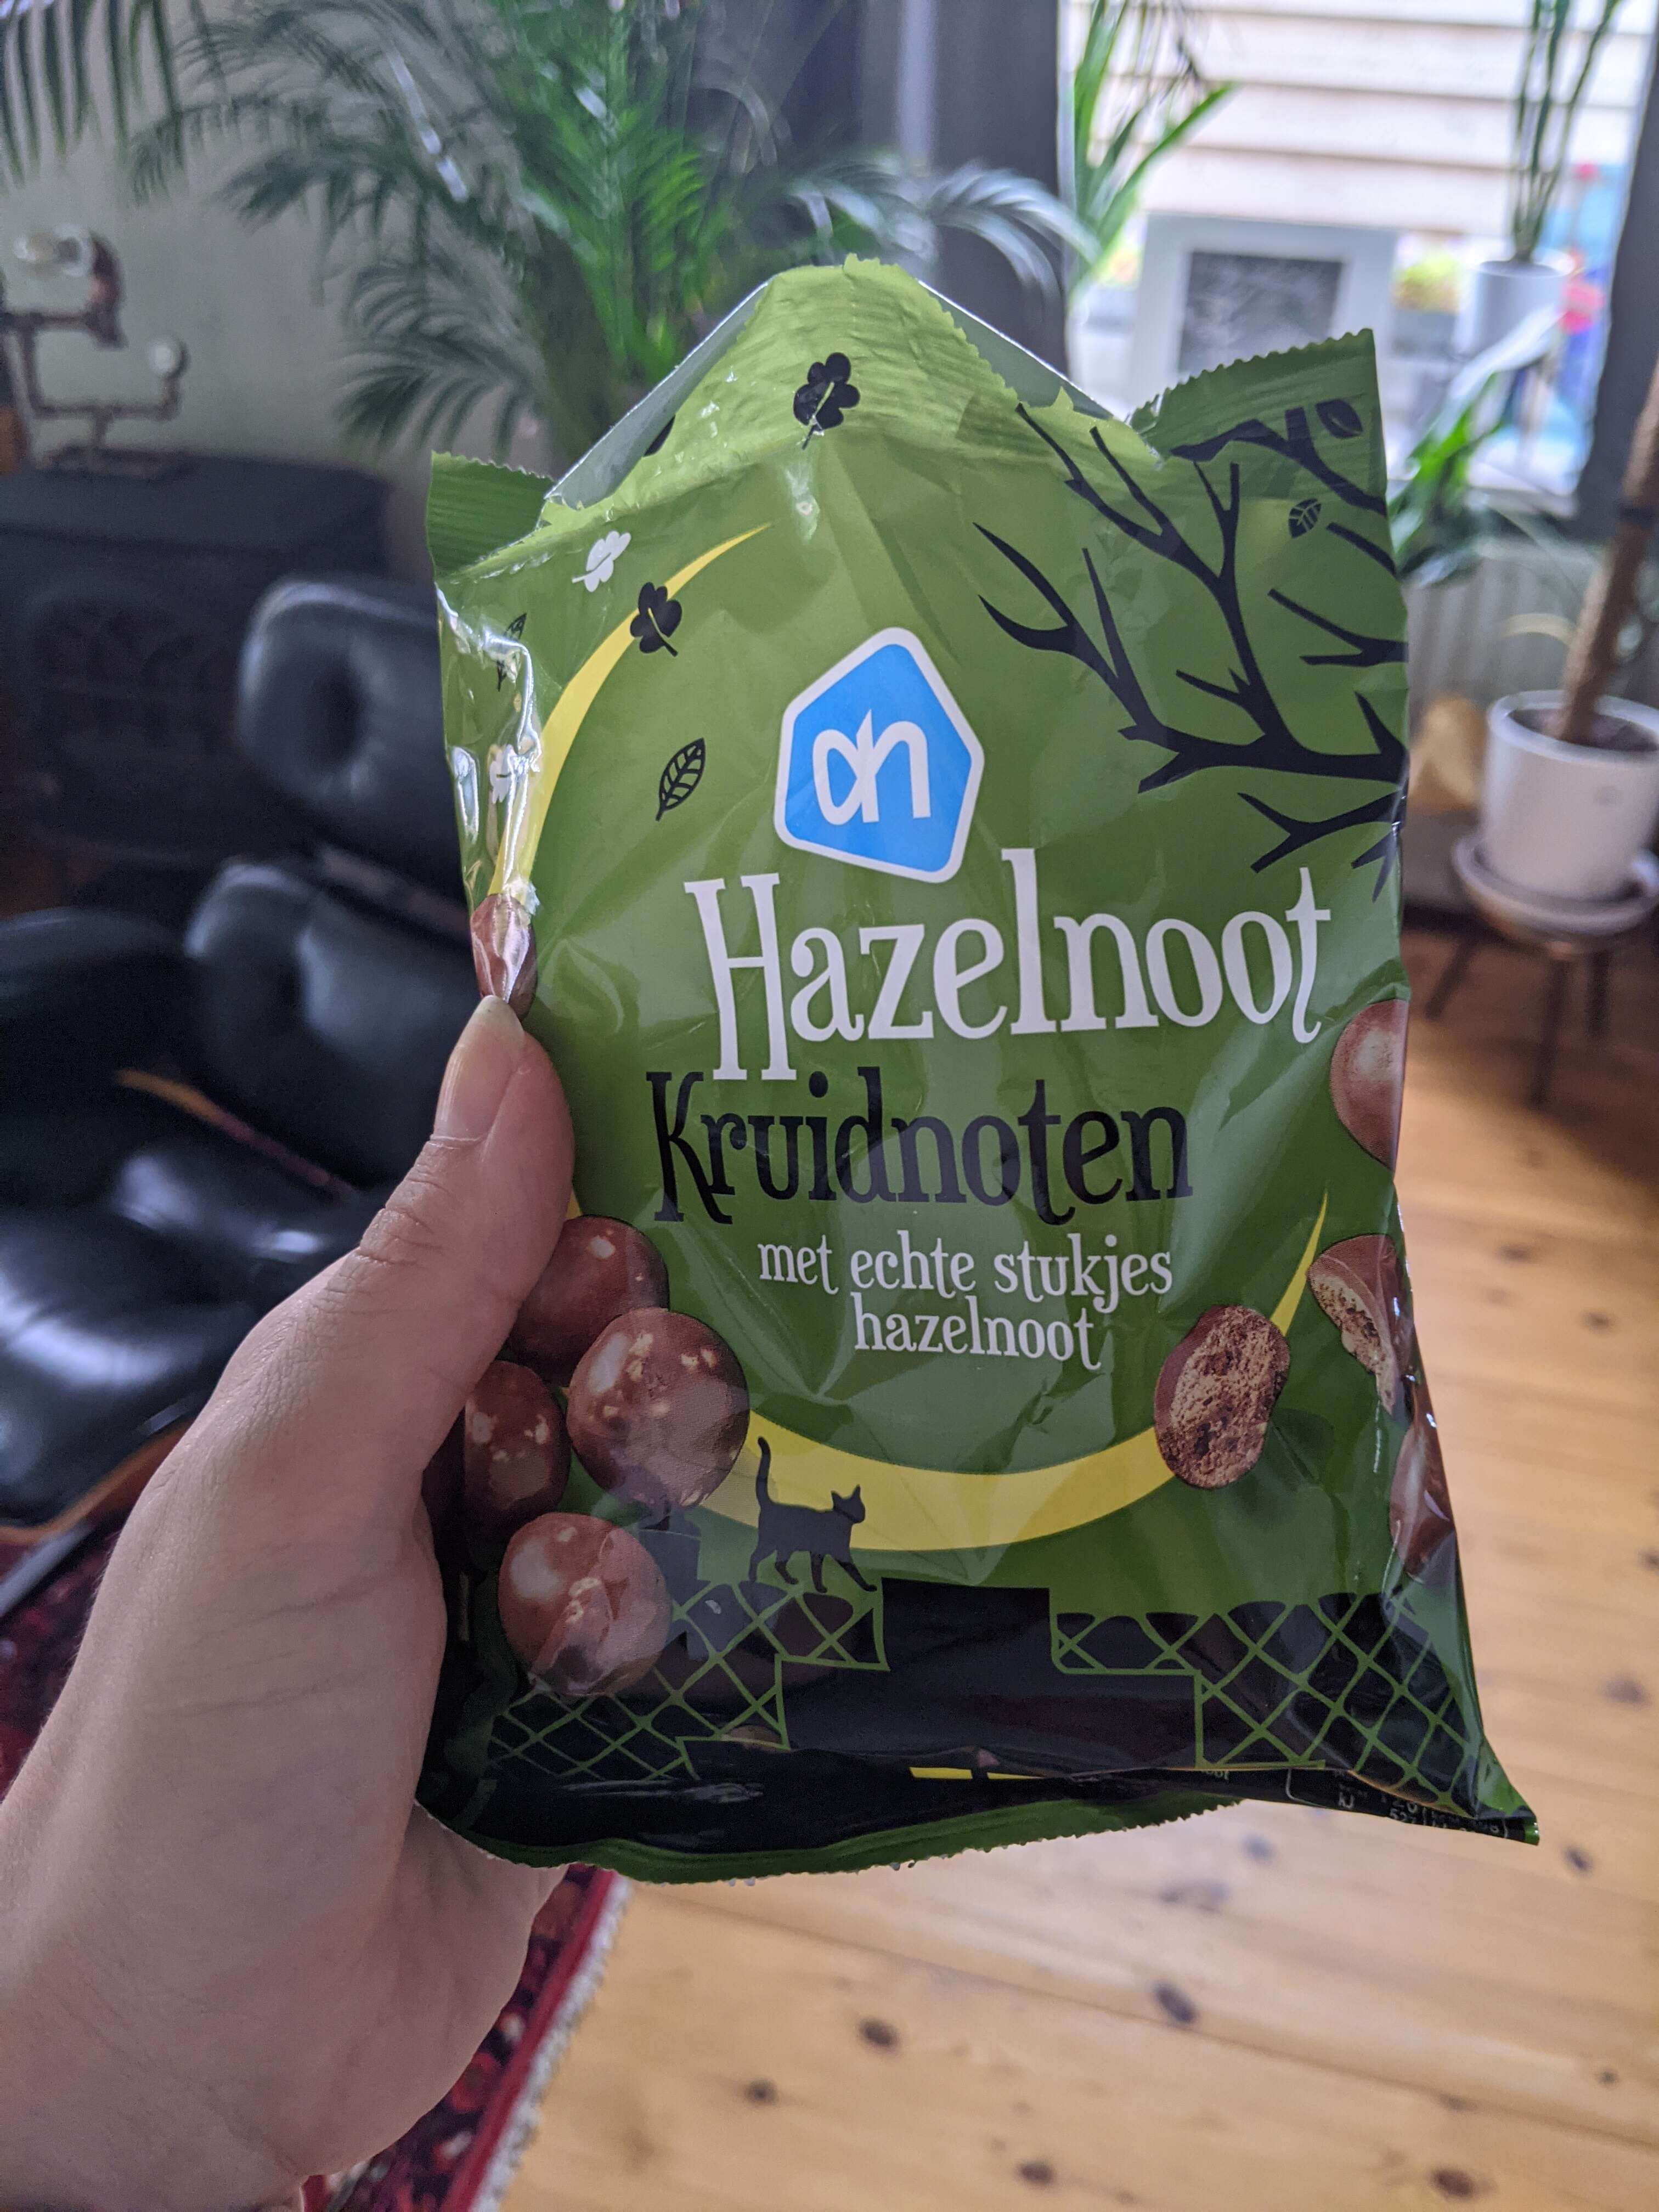 ah
Hazelnoot
Kruidnoten
met echte stukjes
hazelnoot